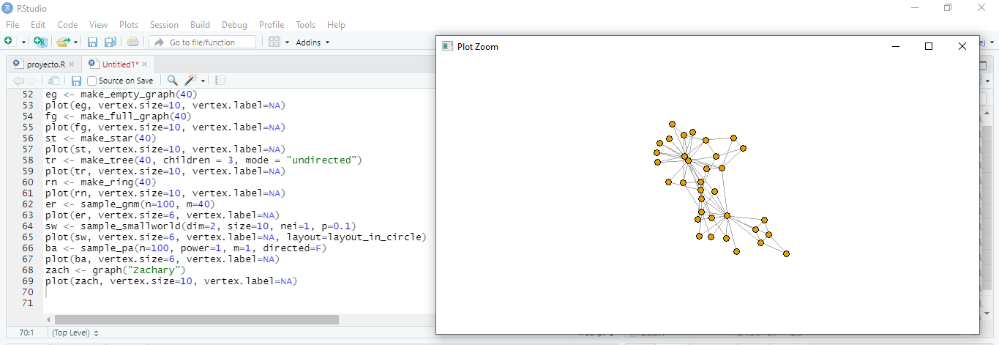 RStudio
File Edit Code View Plots Session Build Debug Profile Tools Help
Go to file/function Addins
Plot Zoom
proyecto.R Untitled1*
Source on Save
52 eg <- make_empty_graph(40)
53 plot(eg, vertex.size=10, vertex.label=NA)
54 fg <- make_full_graph(40)
55 plot(fg, vertex.size=10, vertex.label=NA)
56 st <- make_star(40)
57 plot(st, vertex.size=10, vertex.label=NA)
58 tr <- make_tree(40, children = 3, mode = "undirected")
59 plot(tr, vertex.size=10, vertex.label=NA)
60 rn <- make_ring(40)
61 plot(rn, vertex.size=10, vertex.label=NA)
62 er <- sample_gnm(n=100, m=40)
63 plot(er, vertex.size=6, vertex.label=NA)
64 sw <- sample_smallworld(dim=2, size=10, nei=1, p=0.1)
65 plot(sw, vertex.size=6, vertex.label=NA, layout=layout_in_circle)
66 ba <- sample_pa(n=100, power=1, m=1, directed=F)
67 plot(ba, vertex.size=6, vertex.label=NA)
68 zach <- graph("Zachary")
69 plot(zach, vertex.size=10, vertex.label=NA)
70
71
70:1 (Top Level)